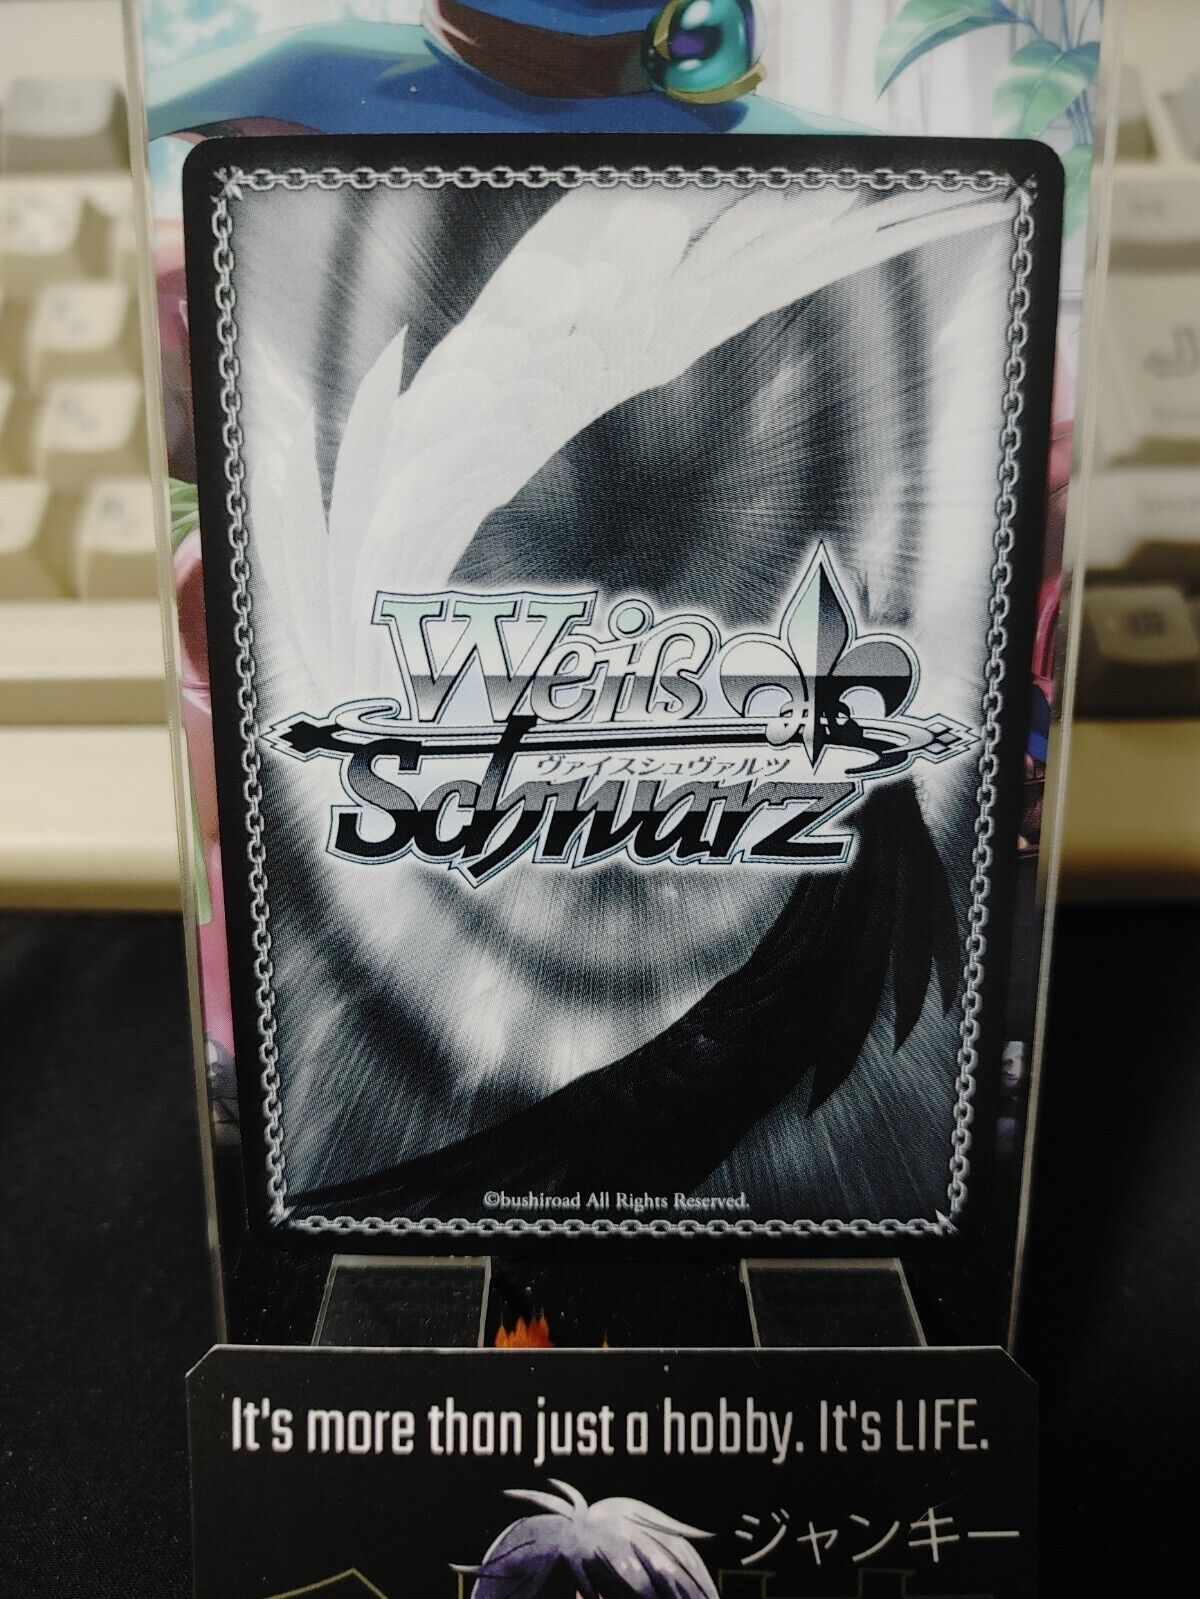 Weiß
Schwarz
ヴァイスシュヴァルツ
©bushiroad All Rights Reserved.
It's more than just a hobby. It's LIFE.
ジャンキー